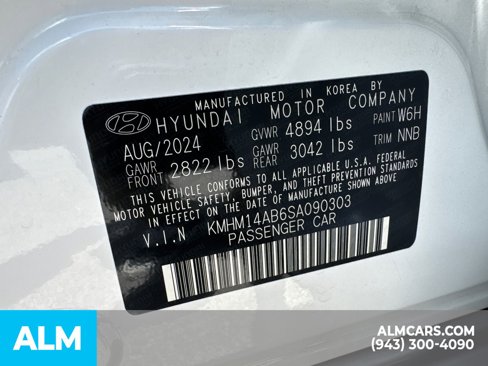 MANUFACTURED IN KOREA BY
HYUNDAI MOTOR COMPANY
AUG/2024 GVWR 4894 lbs PAINT W6H
GAWR FRONT 2822 lbs GAWR REAR 3042 lbs TRIM NNB
THIS VEHICLE CONFORMS TO ALL APPLICABLE U.S.A. FEDERAL
MOTOR VEHICLE SAFETY, BUMPER, AND THEFT PREVENTION STANDARDS
IN EFFECT ON THE DATE OF MANUFACTURE SHOWN ABOVE.
V.I.N KMHM14AB6SA090303
PASSENGER CAR
ALM
ALMCARS.COM
(943) 300-4090